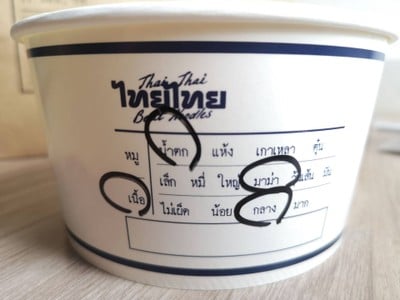 Thai Thai
ไทยไทย
Boat Noodles
หมู น้ำตก แห้ง เกาเหลา ตุ๋น
เล็ก หมี่ ใหญ่ มาม่า
เนื้อ ไม่เผ็ด น้อย กลาง มาก